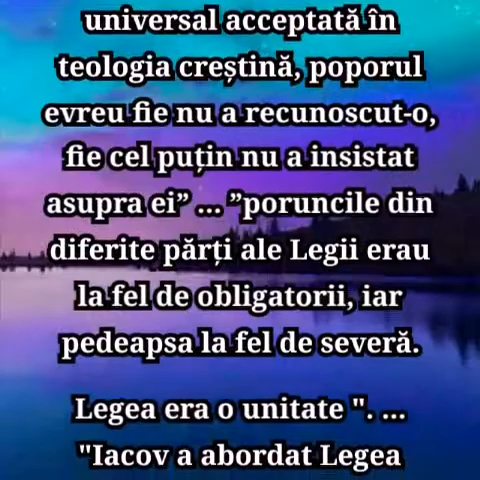 universal acceptată în
teologia creștină, poporul
evreu fie nu a recunoscut-o,
fie cel puțin nu a insistat
asupra ei” ... ”poruncile din
diferite părți ale Legii erau
la fel de obligatorii, iar
pedeapsa la fel de severă.
Legea era o unitate ". ...
"Iacov a abordat Legea